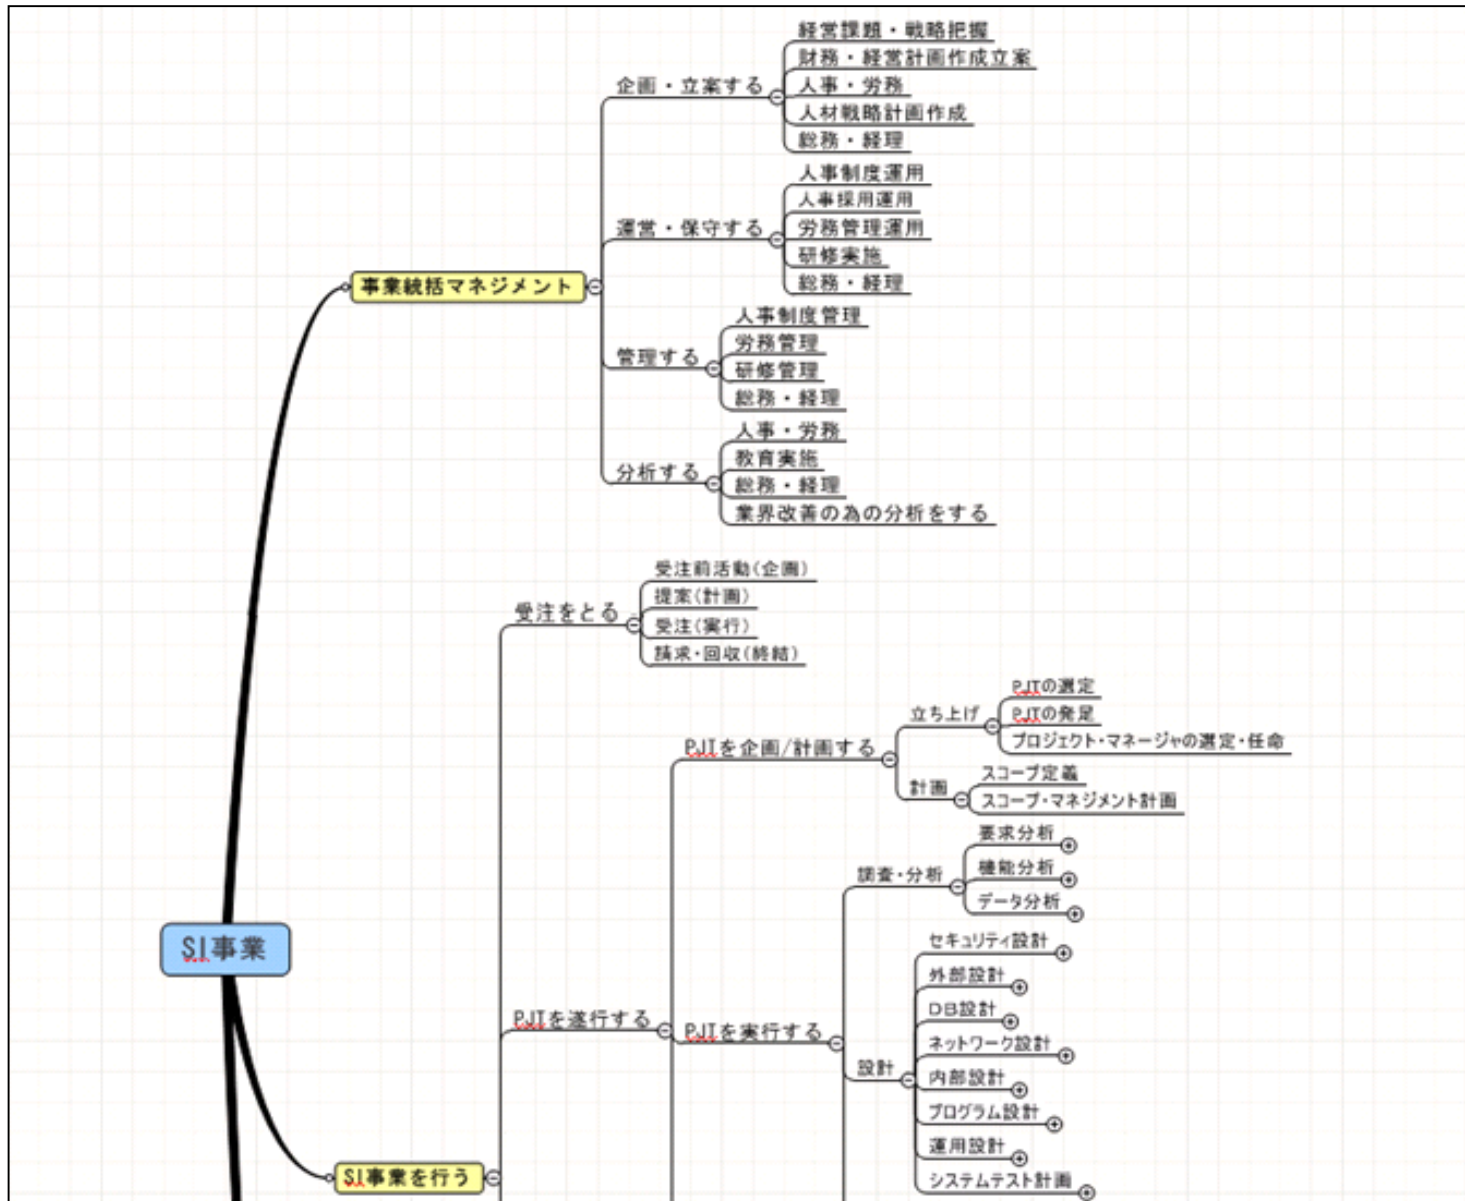 経営課題・戦略把握
財務・経営計画作成立案
企画・立案する
人事・労務
人材戦略計画作成
総務・経理
人事制度運用
人事採用運用
運営・保守する
労務管理運用
研修実施
総務・経理
事業統括マネジメント
人事制度管理
労務管理
管理する
研修管理
総務・経理
人事・労務
教育実施
分析する
総務・経理
業界改善の為の分析をする
受注前活動(企画)
提案(計画)
受注をとる
受注(実行)
請求・回収(終結)
PJTの選定
立ち上げ
PJTの発足
プロジェクト・マネージャの選定・任命
PJTを企画/計画する
スコープ定義
計画
スコープ・マネジメント計画
要求分析
調査・分析
機能分析
データ分析
SI事業
セキュリティ設計
外部設計
DB設計
PJTを遂行する
PJTを実行する
ネットワーク設計
設計
内部設計
プログラム設計
運用設計
SI事業を行う
システムテスト計画